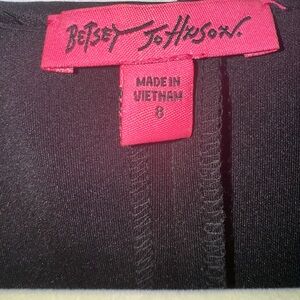 BETSEY JOHNSON.
MADE IN
VIETNAM
8